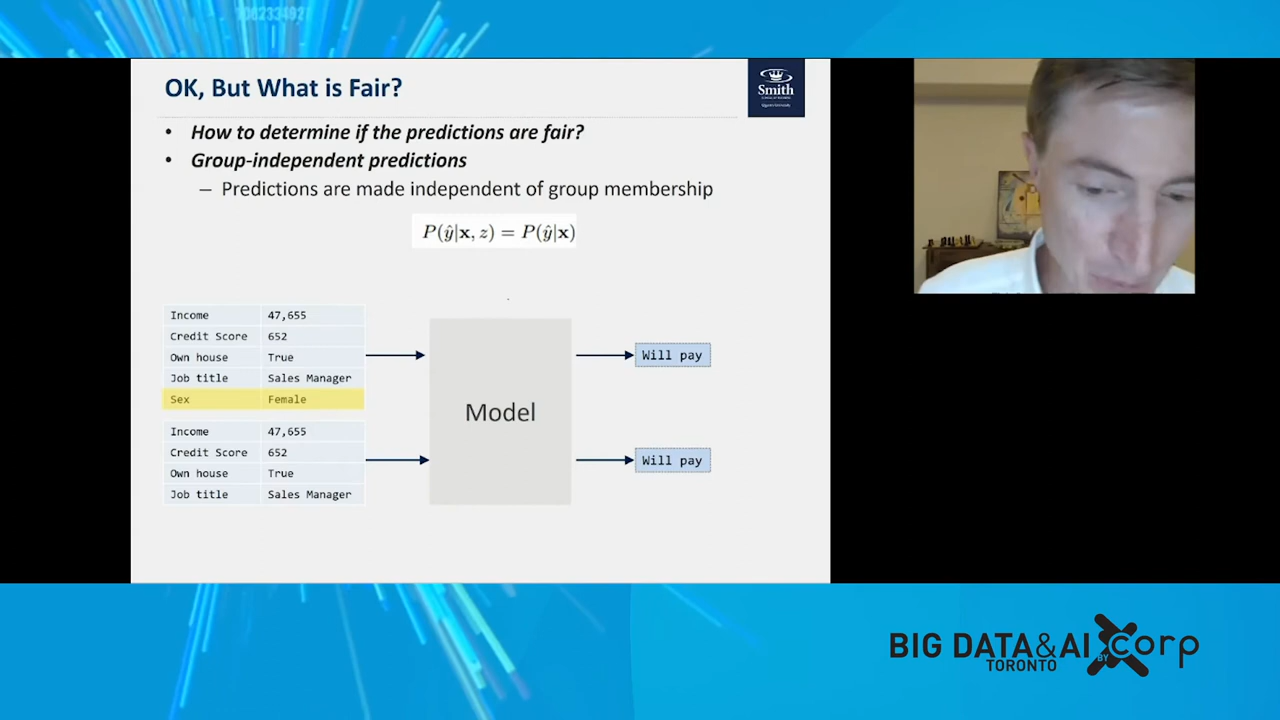 1082334921
OK, But What is Fair?
Smith
• How to determine if the predictions are fair?
• Group-independent predictions
– Predictions are made independent of group membership
P(ŷ|x, z) = P(ŷ|x)
Income 47,655
Credit Score 652
Own house True
Job title Sales Manager
Sex Female
Will pay
Model
Income 47,655
Credit Score 652
Own house True
Job title Sales Manager
Will pay
BIG DATA&AI
TORONTO
BY
corp